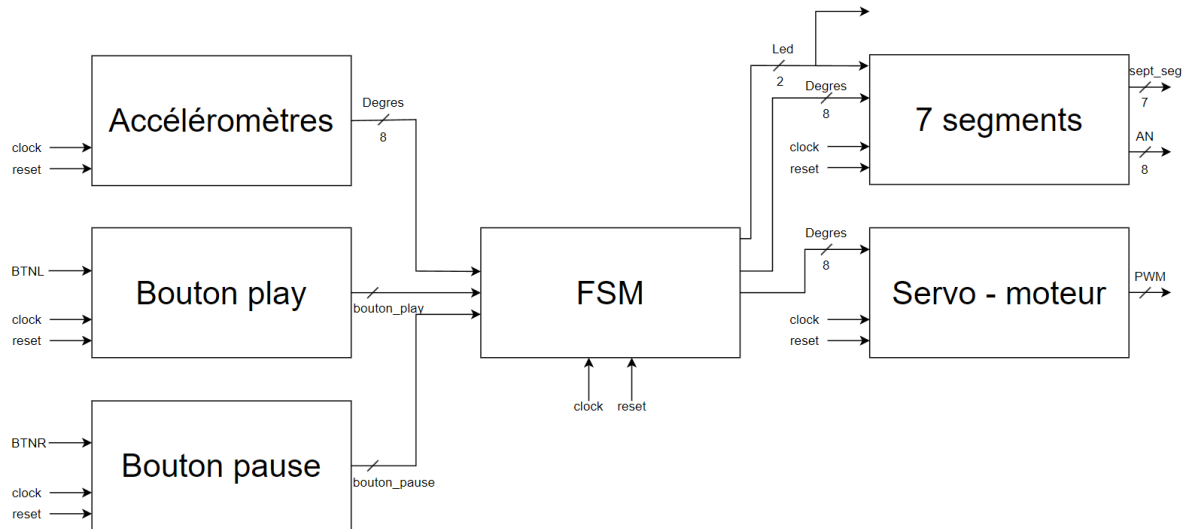 Led
2
Accéléromètres
clock
reset
Degres
8
Degres
8
7 segments
clock
reset
sept_seg
7
AN
8
BTNL
Bouton play
clock
reset
bouton_play
FSM
clock
reset
Degres
8
Servo - moteur
clock
reset
PWM
BTNR
Bouton pause
clock
reset
bouton_pause